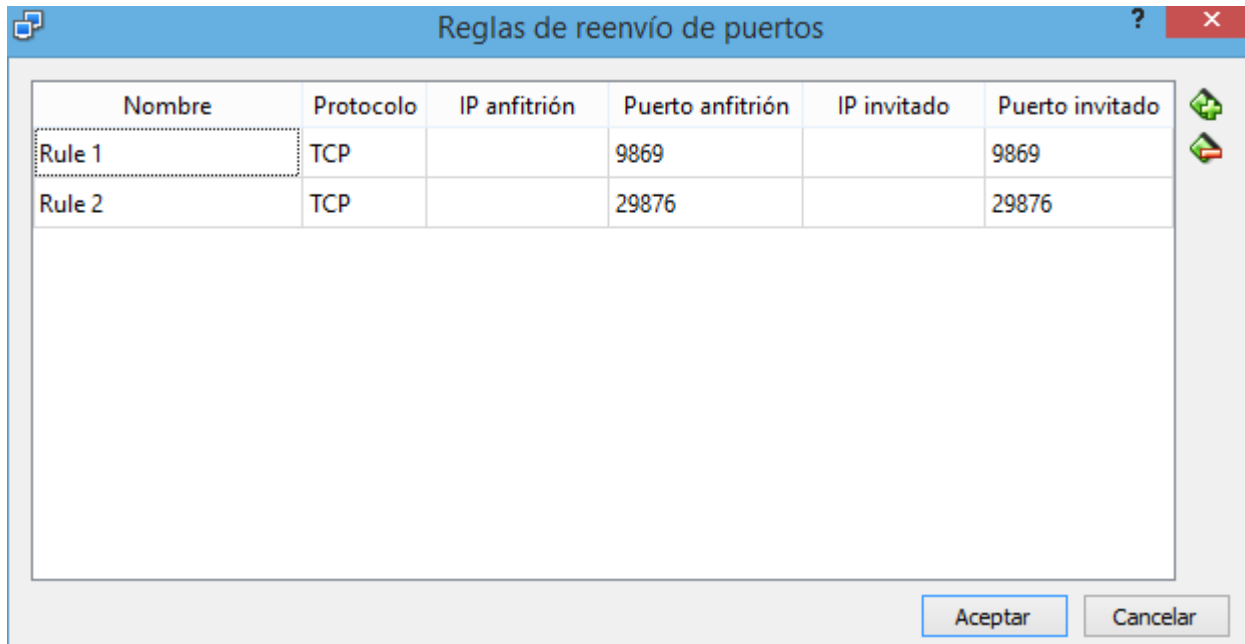 Reglas de reenvío de puertos ?
Nombre Protocolo IP anfitrión Puerto anfitrión IP invitado Puerto invitado
Rule 1 TCP 9869 9869
Rule 2 TCP 29876 29876
Aceptar Cancelar